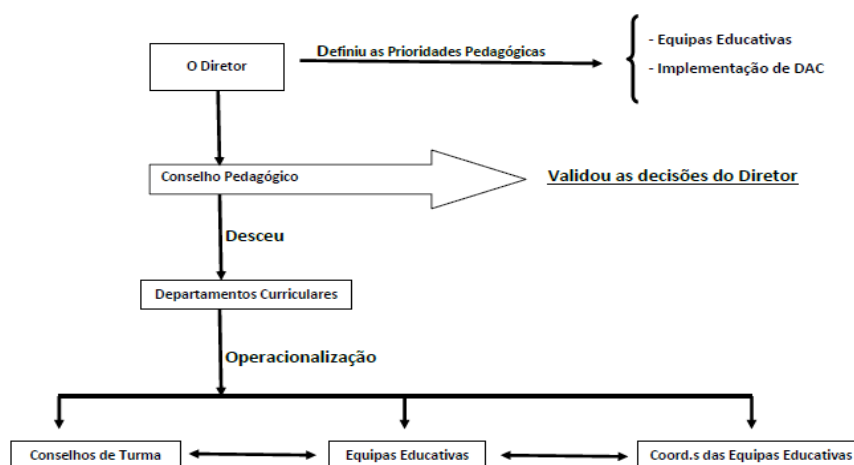 O Diretor
Definiu as Prioridades Pedagógicas
- Equipas Educativas
- Implementação de DAC
Conselho Pedagógico
Validou as decisões do Diretor
Desceu
Departamentos Curriculares
Operacionalização
Conselhos de Turma
Equipas Educativas
Coord.s das Equipas Educativas